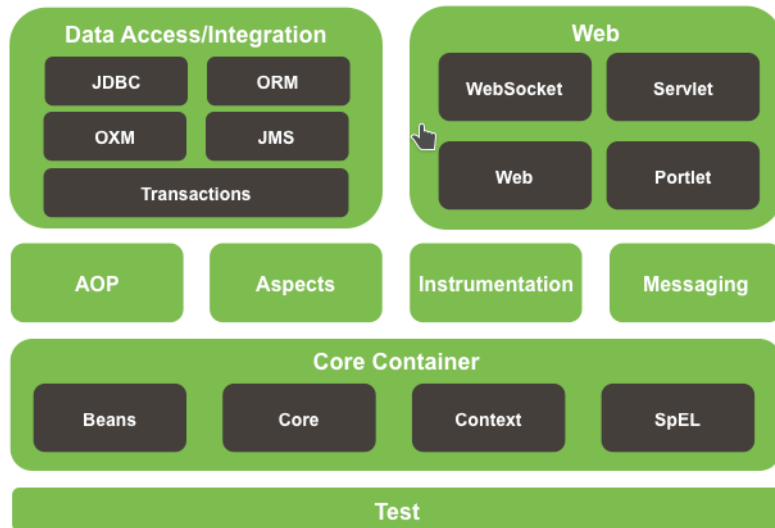 Data Access/Integration
JDBC
ORM
OXM
JMS
Transactions
Web
WebSocket
Servlet
Web
Portlet
AOP
Aspects
Instrumentation
Messaging
Core Container
Beans
Core
Context
SpEL
Test